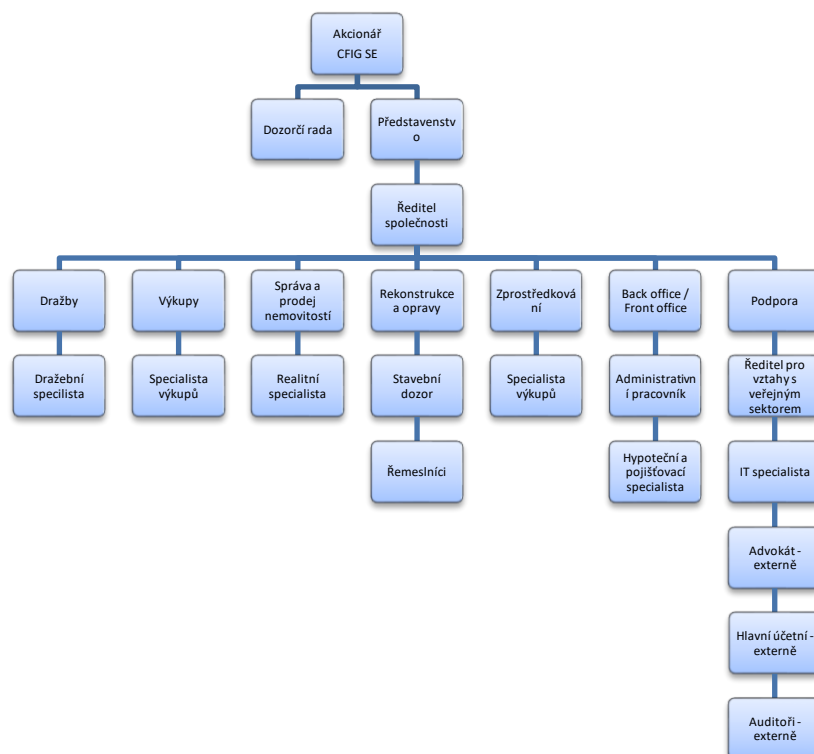 Akcionář
CFIG SE
Dozorčí rada
Představenstv
o
Ředitel
společnosti
Dražby
Výkupy
Správa a
prodej
nemovitostí
Rekonstrukce
a opravy
Zprostředková
ní
Back office /
Front office
Podpora
Dražební
specilista
Specialista
výkupů
Realitní
specialista
Stavební
dozor
Specialista
výkupů
Administrativn
í pracovník
Ředitel pro
vztahy s
veřejným
sektorem
Řemeslníci
Hypoteční a
pojišťovací
specialista
IT specialista
Advokát -
externě
Hlavní účetní -
externě
Auditoři -
externě